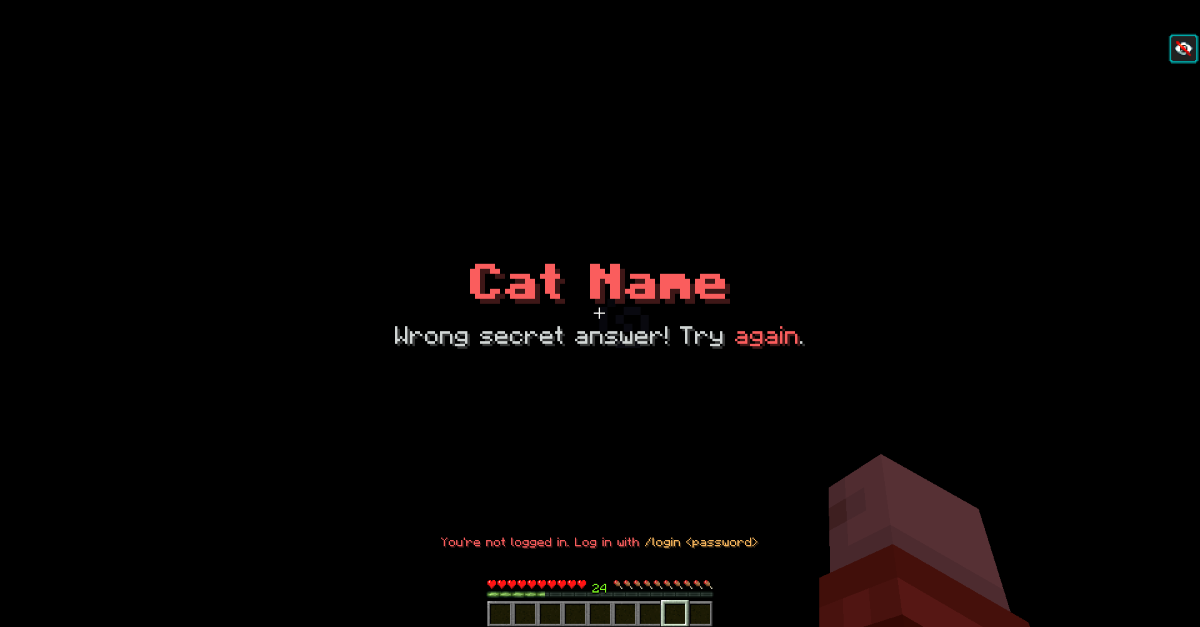 Cat Name
Wrong secret answer! Try again.
You're not logged in. Log in with /login <password>
24